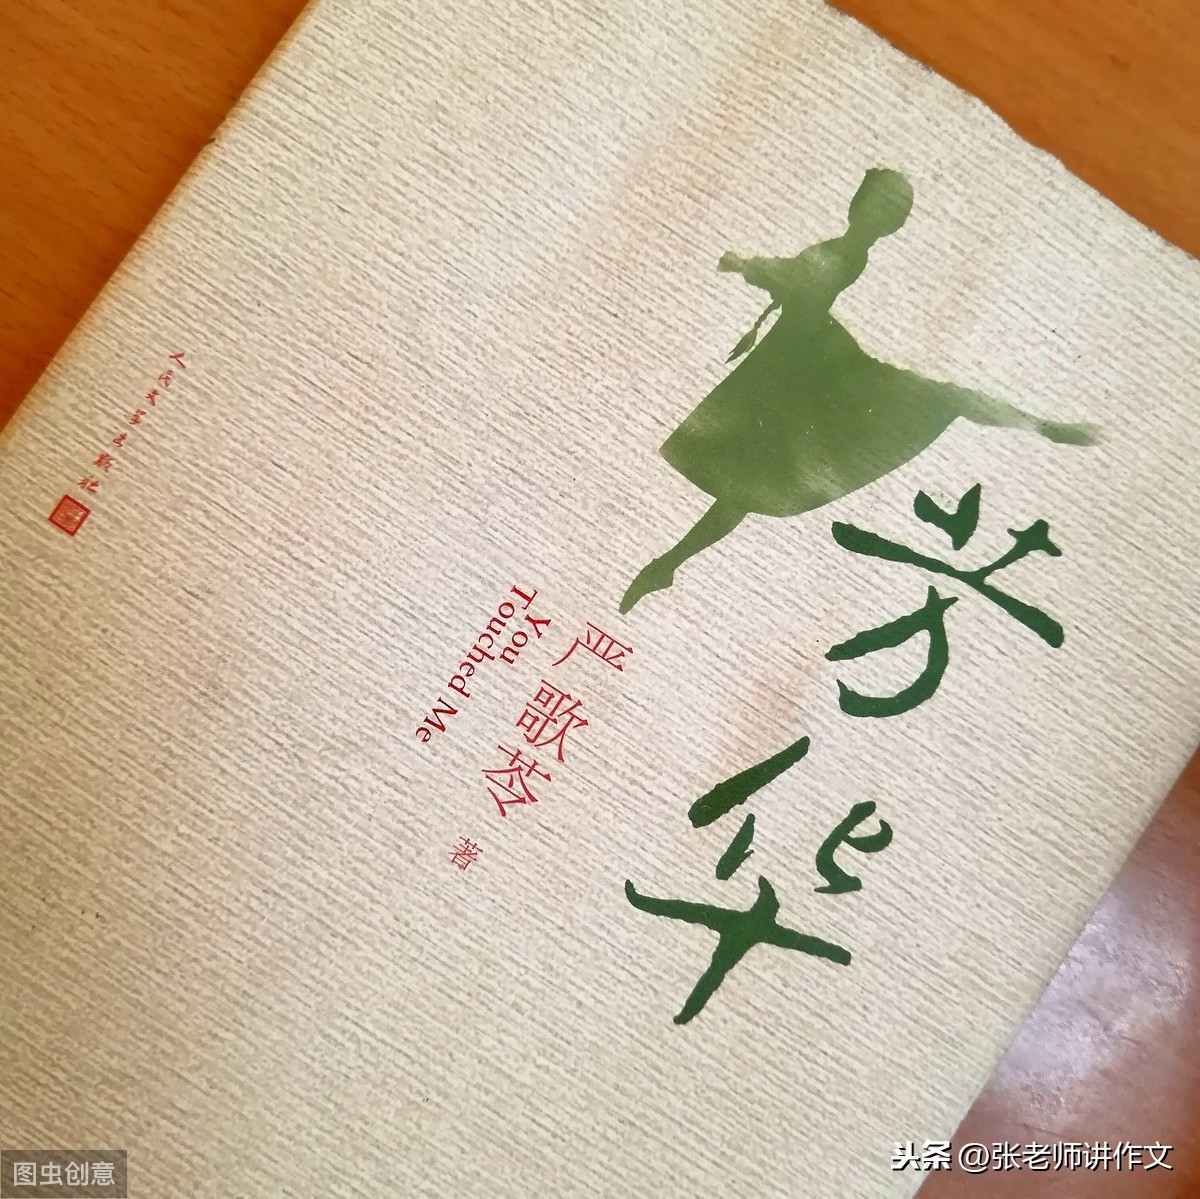 芳华
严歌苓 著
You
Touched Me
人民文学出版社
图虫创意
头条 @张老师讲作文